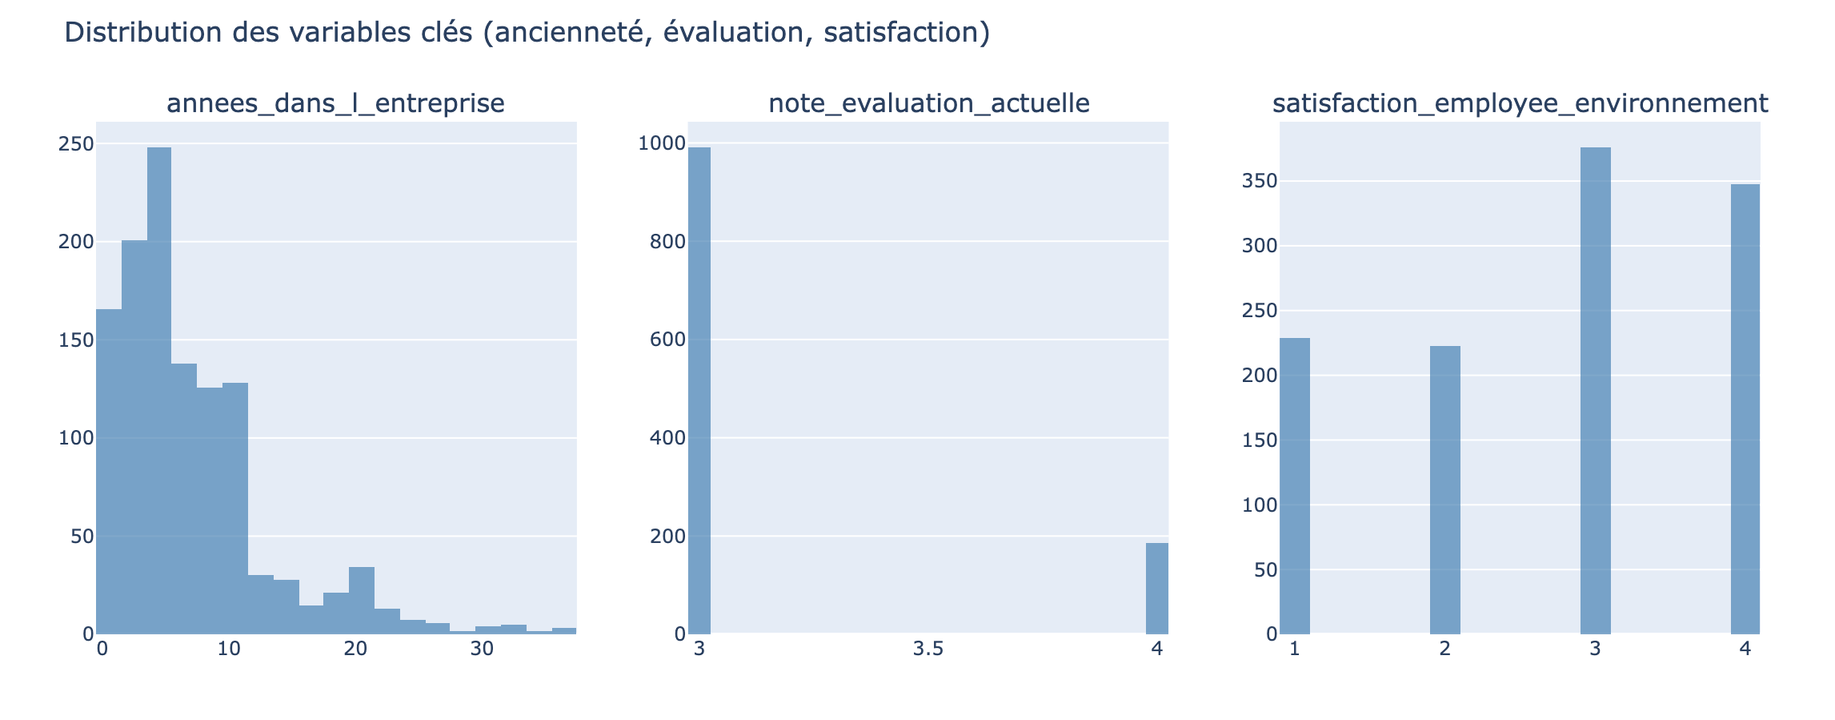 Distribution des variables clés (ancienneté, évaluation, satisfaction)
annees_dans_l_entreprise
250
200
150
100
50
0
0 10 20 30
note_evaluation_actuelle
1000
800
600
400
200
0
3 3.5 4
satisfaction_employee_environnement
350
300
250
200
150
100
50
0
1 2 3 4